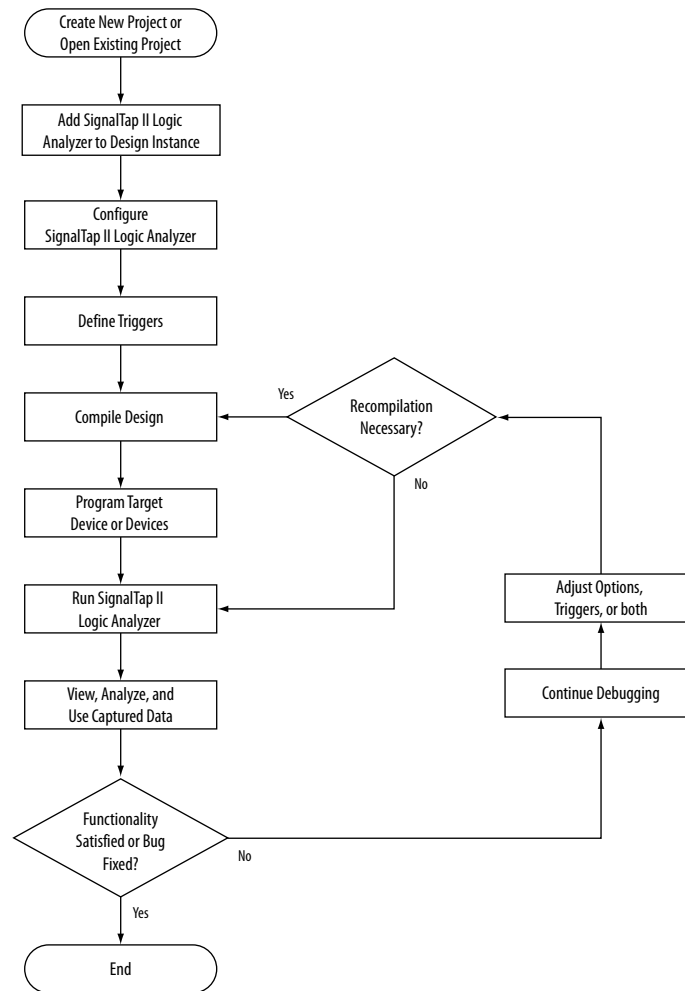 Create New Project or
Open Existing Project
Add SignalTap II Logic
Analyzer to Design Instance
Configure
SignalTap II Logic Analyzer
Define Triggers
Yes
Recompilation
Necessary?
Compile Design
No
Program Target
Device or Devices
Run SignalTap II
Logic Analyzer
Adjust Options,
Triggers, or both
View, Analyze, and
Use Captured Data
Continue Debugging
Functionality
Satisfied or Bug
Fixed?
No
Yes
End